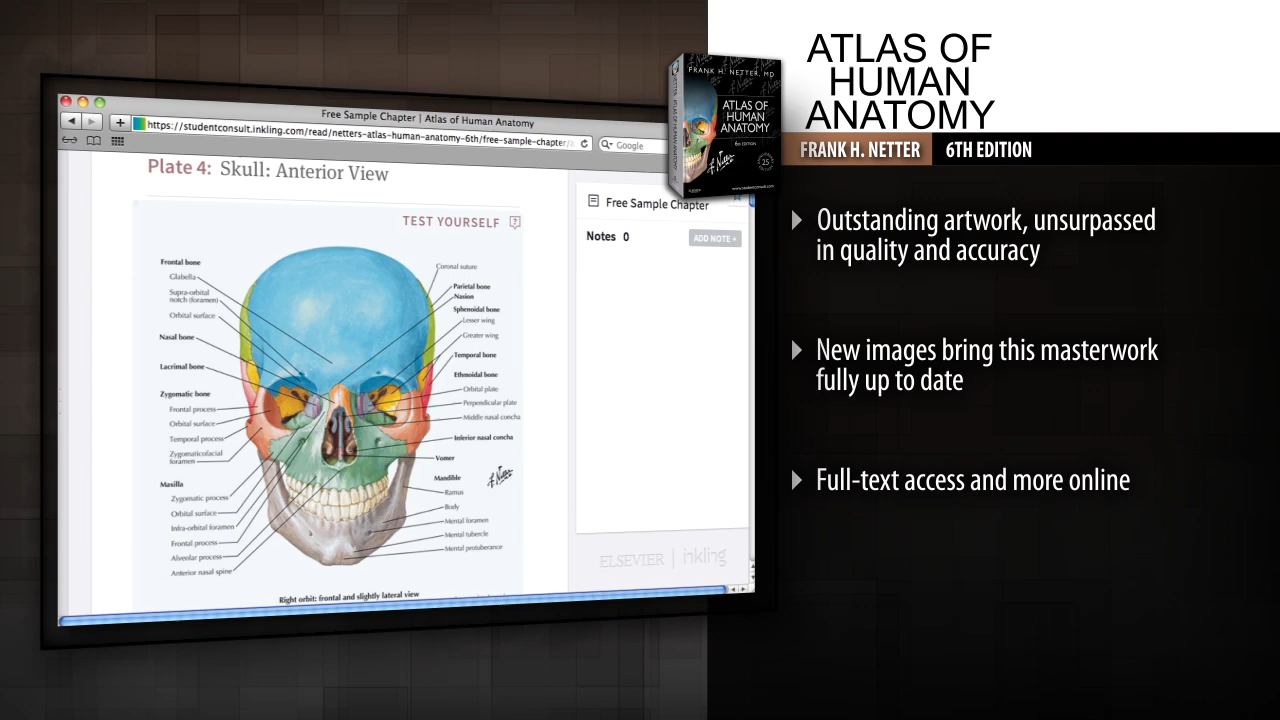 ATLAS OF
HUMAN
ANATOMY
FRANK H. NETTER 6TH EDITION
Outstanding artwork, unsurpassed
in quality and accuracy
New images bring this masterwork
fully up to date
Full-text access and more online
FRANK H. NETTER, MD
ATLAS OF
HUMAN
ANATOMY
6th EDITION
25
www.studentconsult.com
Free Sample Chapter | Atlas of Human Anatomy
https://studentconsult.inkling.com/read/netters-atlas-human-anatomy-6th/free-sample-chapter/
Google
Plate 4: Skull: Anterior View
TEST YOURSELF ?
Frontal bone
Glabella
Supra-orbital
notch (foramen)
Orbital surface
Nasal bone
Lacrimal bone
Zygomatic bone
Frontal process
Orbital surface
Temporal process
Zygomaticofacial
foramen
Maxilla
Zygomatic process
Orbital surface
Infra-orbital foramen
Frontal process
Alveolar process
Anterior nasal spine
Coronal suture
Parietal bone
Nasion
Sphenoidal bone
Lesser wing
Greater wing
Temporal bone
Ethmoidal bone
Orbital plate
Perpendicular plate
Middle nasal concha
Inferior nasal concha
Vomer
Mandible
Ramus
Body
Mental foramen
Mental tubercle
Mental protuberance
F. Netter
Right orbit: frontal and slightly lateral view
Free Sample Chapter
Notes 0
ADD NOTE +
ELSEVIER | inkling